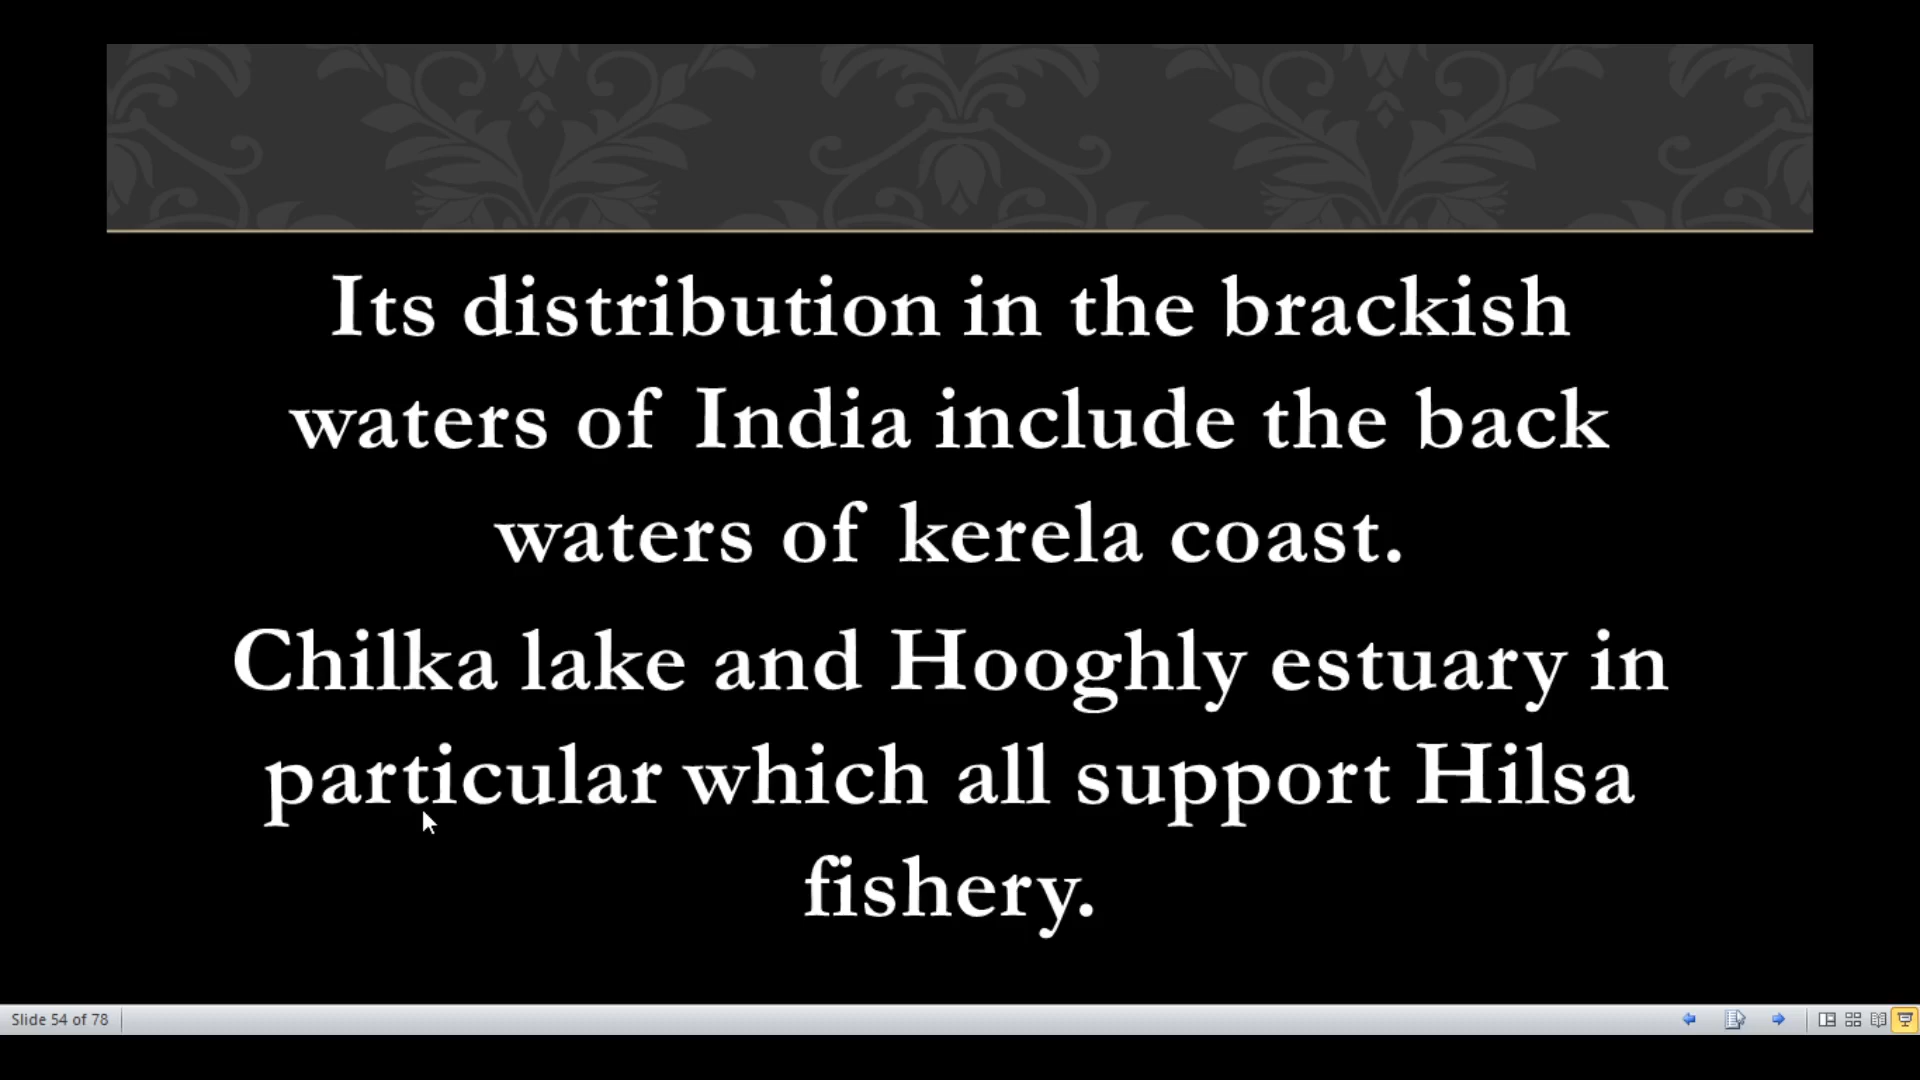 Its distribution in the brackish
waters of India include the back
waters of kerela coast.
Chilka lake and Hooghly estuary in
particular which all support Hilsa
fishery.
Slide 54 of 78